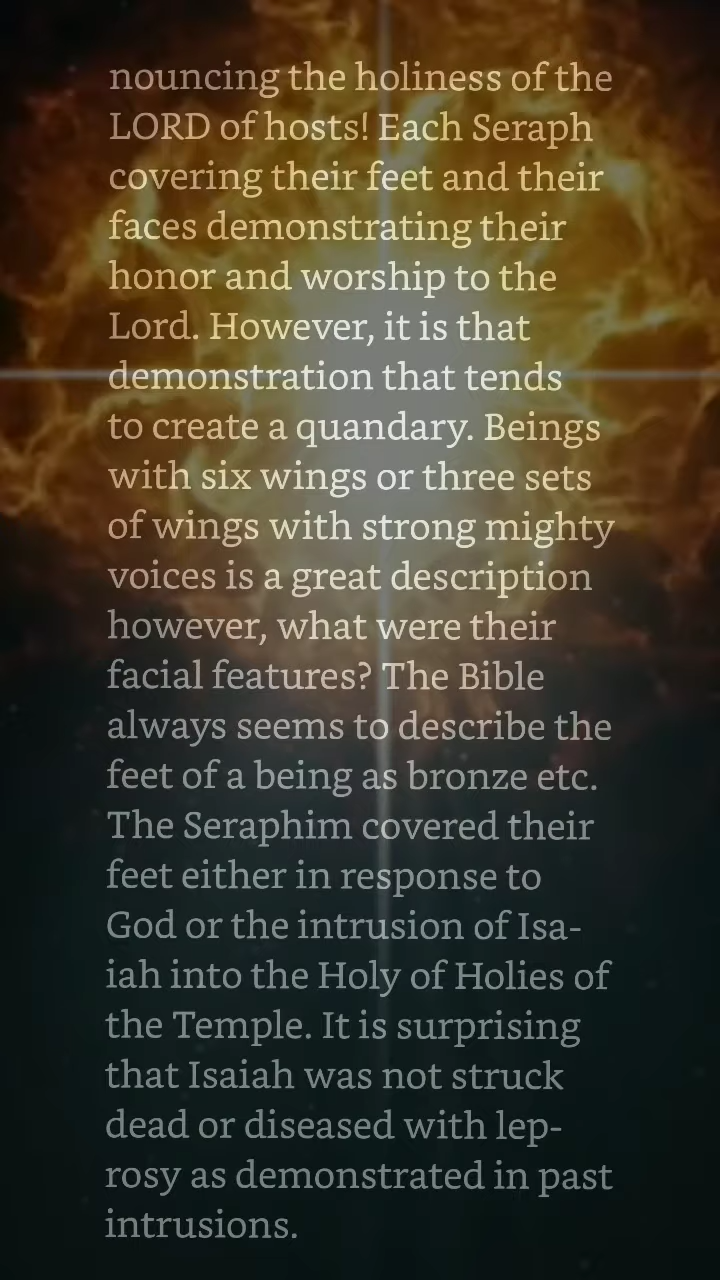 nouncing the holiness of the
LORD of hosts! Each Seraph
covering their feet and their
faces demonstrating their
honor and worship to the
Lord. However, it is that
demonstration that tends
to create a quandary. Beings
with six wings or three sets
of wings with strong mighty
voices is a great description
however, what were their
facial features? The Bible
always seems to describe the
feet of a being as bronze etc.
The Seraphim covered their
feet either in response to
God or the intrusion of Isa-
iah into the Holy of Holies of
the Temple. It is surprising
that Isaiah was not struck
dead or diseased with lep-
rosy as demonstrated in past
intrusions.